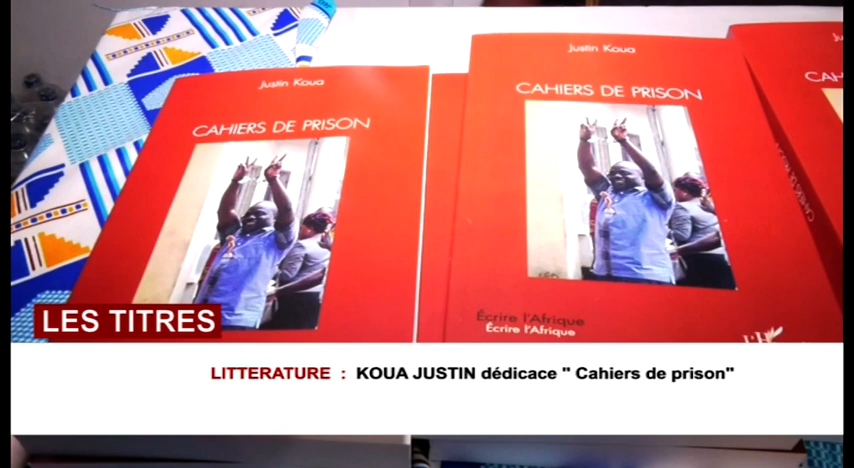 Justin Koua
CAHIERS DE PRISON
Justin Koua
CAHIERS DE PRISON
Écrire l'Afrique
Écrire l'Afrique
LES TITRES
LITTERATURE : KOUA JUSTIN dédicace " Cahiers de prison"